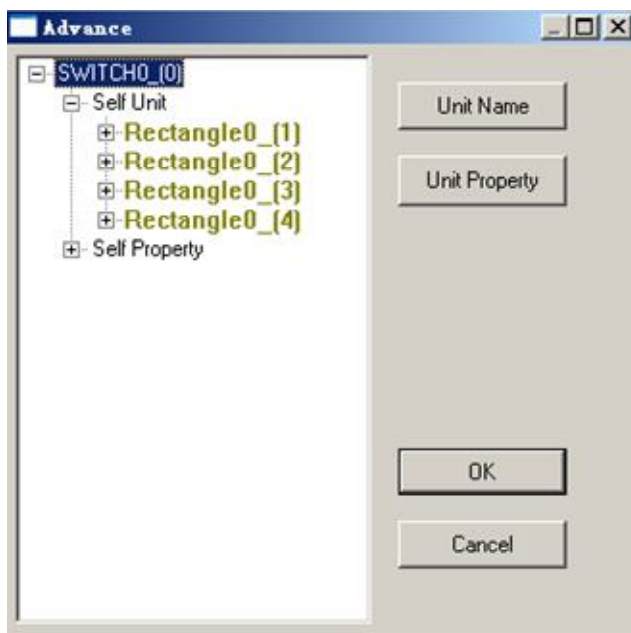 Advance
SWITCH0_(0)
Self Unit
Rectangle0_(1)
Rectangle0_(2)
Rectangle0_(3)
Rectangle0_(4)
Self Property
Unit Name
Unit Property
OK
Cancel